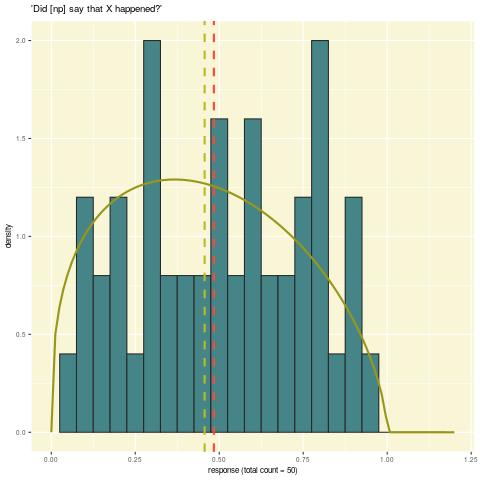 'Did [np] say that X happened?'
2.0
1.5
1.0
0.5
0.0
density
0.00 0.25 0.50 0.75 1.00 1.25
response (total count = 50)